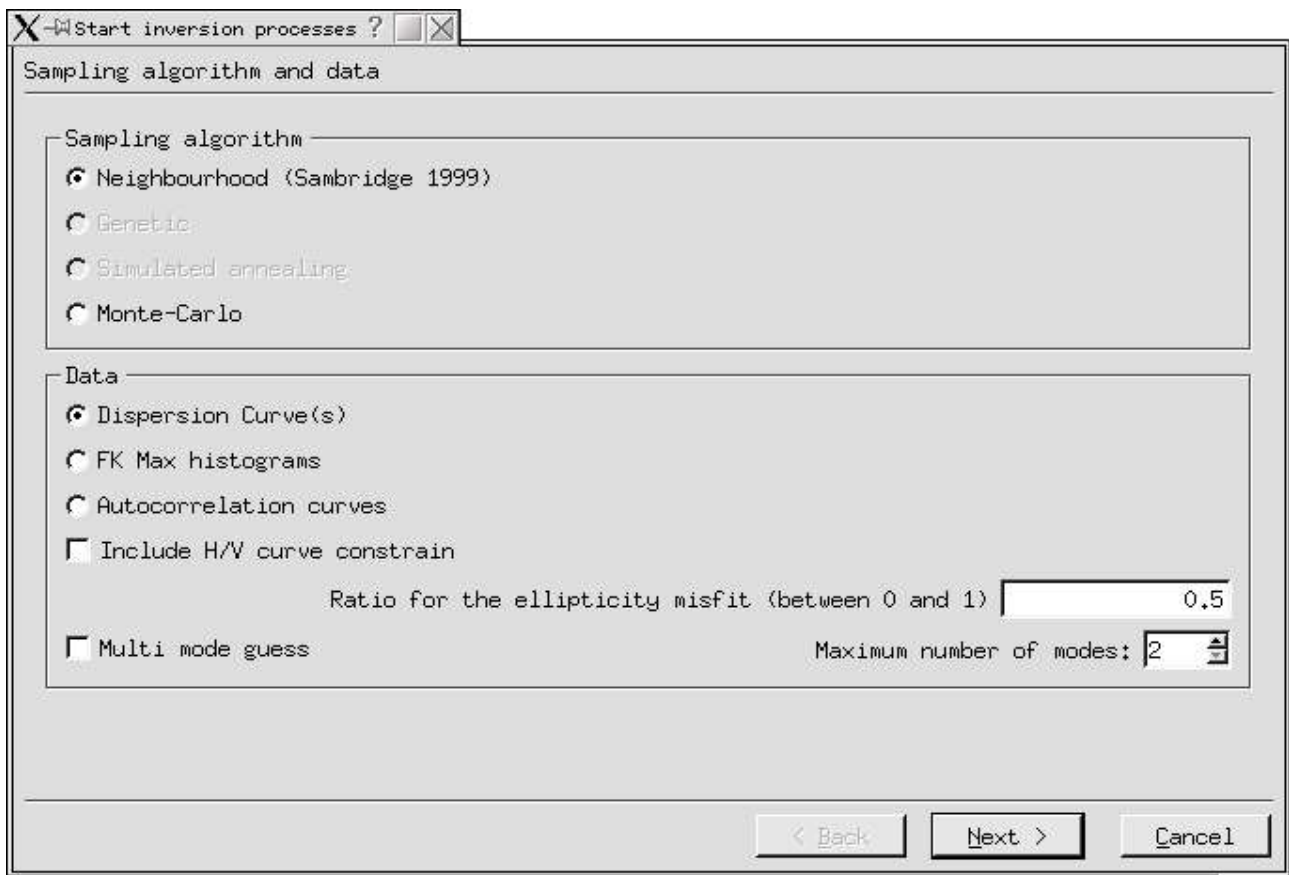 Start inversion processes ?
Sampling algorithm and data
Sampling algorithm
Neighbourhood (Sambridge 1999)
Genetic
Simulated annealing
Monte-Carlo
Data
Dispersion Curve(s)
FK Max histograms
Autocorrelation curves
Include H/V curve constrain
Ratio for the ellipticity misfit (between 0 and 1) 0.5
Multi mode guess Maximum number of modes: 2
< Back Next > Cancel